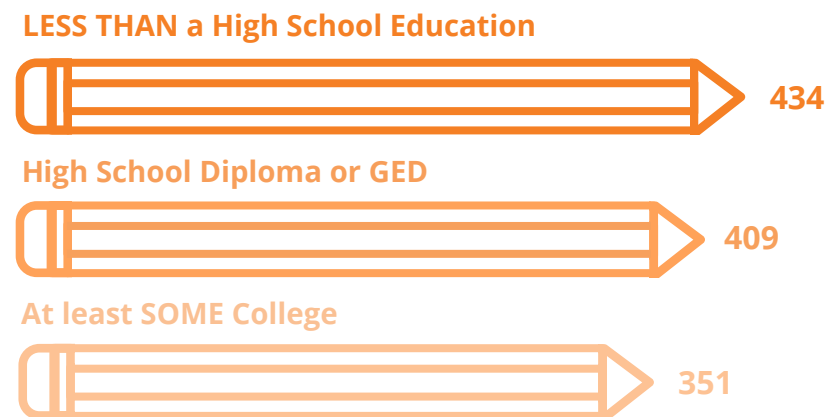 LESS THAN a High School Education
434
High School Diploma or GED
409
At least SOME College
351